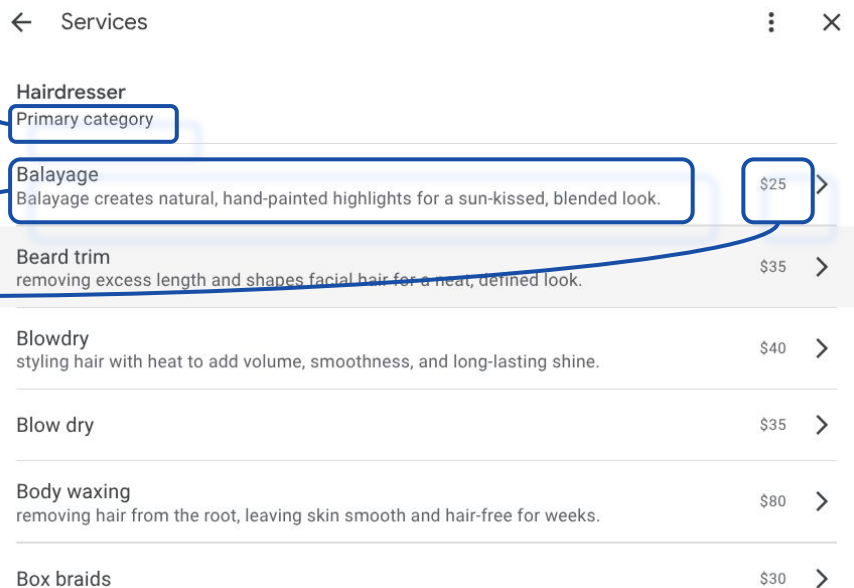 Services
Hairdresser
Primary category
Balayage
Balayage creates natural, hand-painted highlights for a sun-kissed, blended look.
$25
Beard trim
removing excess length and shapes facial hair for a neat, defined look.
$35
Blowdry
styling hair with heat to add volume, smoothness, and long-lasting shine.
$40
Blow dry
$35
Body waxing
removing hair from the root, leaving skin smooth and hair-free for weeks.
$80
Box braids
$30